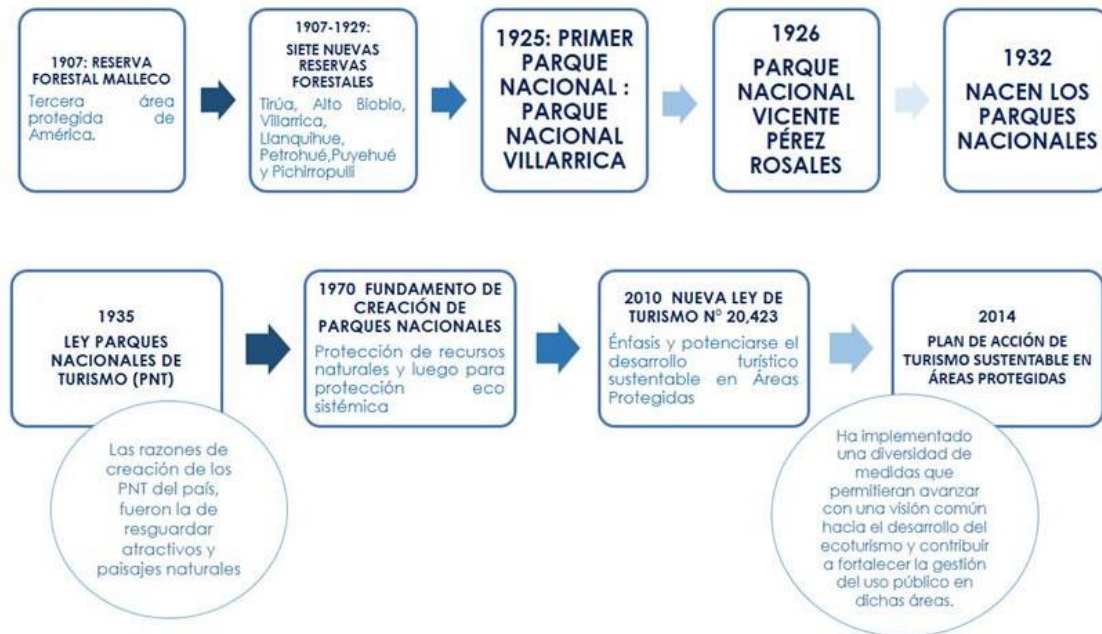 1907: RESERVA
FORESTAL MALLECO
Tercera área
protegida de
América.
1907-1929:
SIETE NUEVAS
RESERVAS
FORESTALES
Tirúa, Alto Biobio,
Villarrica,
Llanquihue,
Petrohué,Puyehué
y Pichirropulli
1925: PRIMER
PARQUE
NACIONAL :
PARQUE
NACIONAL
VILLARRICA
1926
PARQUE
NACIONAL
VICENTE
PÉREZ
ROSALES
1932
NACEN LOS
PARQUES
NACIONALES
1935
LEY PARQUES
NACIONALES DE
TURISMO (PNT)
Las razones de
creación de los
PNT del país,
fueron la de
resguardar
atractivos y
paisajes naturales
1970 FUNDAMENTO DE
CREACIÓN DE
PARQUES NACIONALES
Protección de recursos
naturales y luego para
protección eco
sistémica
2010 NUEVA LEY DE
TURISMO N° 20,423
Énfasis y potenciarse el
desarrollo turístico
sustentable en Áreas
Protegidas
2014
PLAN DE ACCIÓN DE
TURISMO SUSTENTABLE EN
ÁREAS PROTEGIDAS
Ha implementado
una diversidad de
medidas que
permitieran avanzar
con una visión común
hacia el desarrollo del
ecoturismo y contribuir
a fortalecer la gestión
del uso público en
dichas áreas.